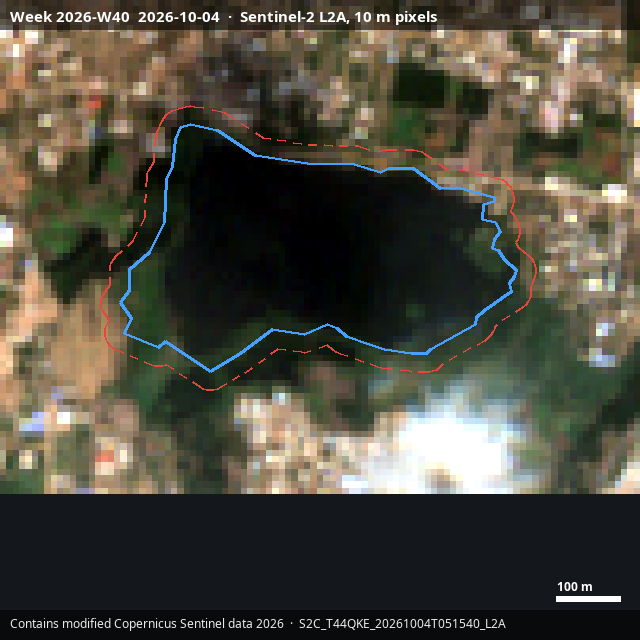 Week 2026-W40  2026-10-04  ·  Sentinel-2 L2A, 10 m pixels
100 m
Contains modified Copernicus Sentinel data 2026  ·  S2C_T44QKE_20261004T051540_L2A